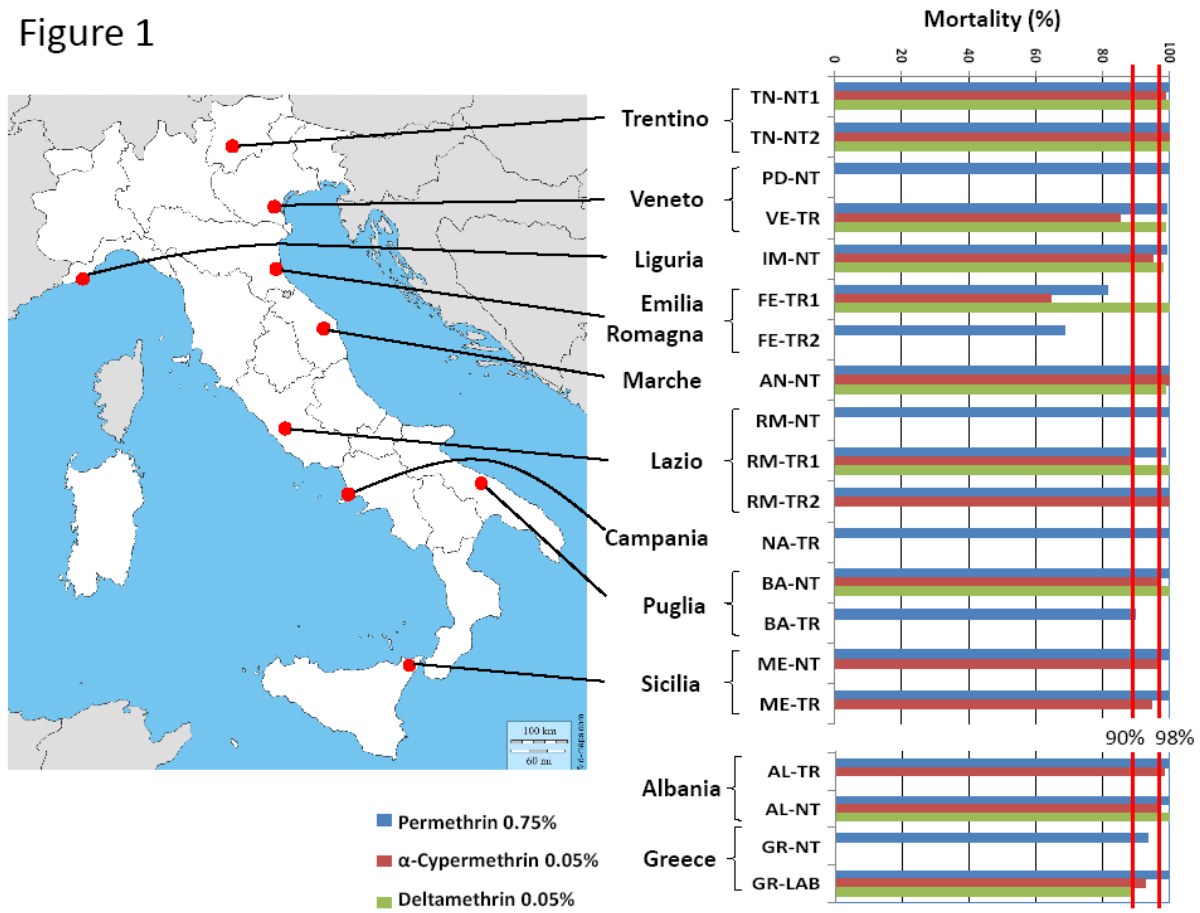 Figure 1
Mortality (%)
0 20 40 60 80 100
Trentino
TN-NT1
TN-NT2
Veneto
PD-NT
VE-TR
Liguria
IM-NT
Emilia
Romagna
FE-TR1
FE-TR2
Marche
AN-NT
Lazio
RM-NT
RM-TR1
RM-TR2
Campania
NA-TR
Puglia
BA-NT
BA-TR
Sicilia
ME-NT
ME-TR
90% 98%
Albania
AL-TR
AL-NT
Greece
GR-NT
GR-LAB
100 km
60 mi
Permethrin 0.75%
α-Cypermethrin 0.05%
Deltamethrin 0.05%